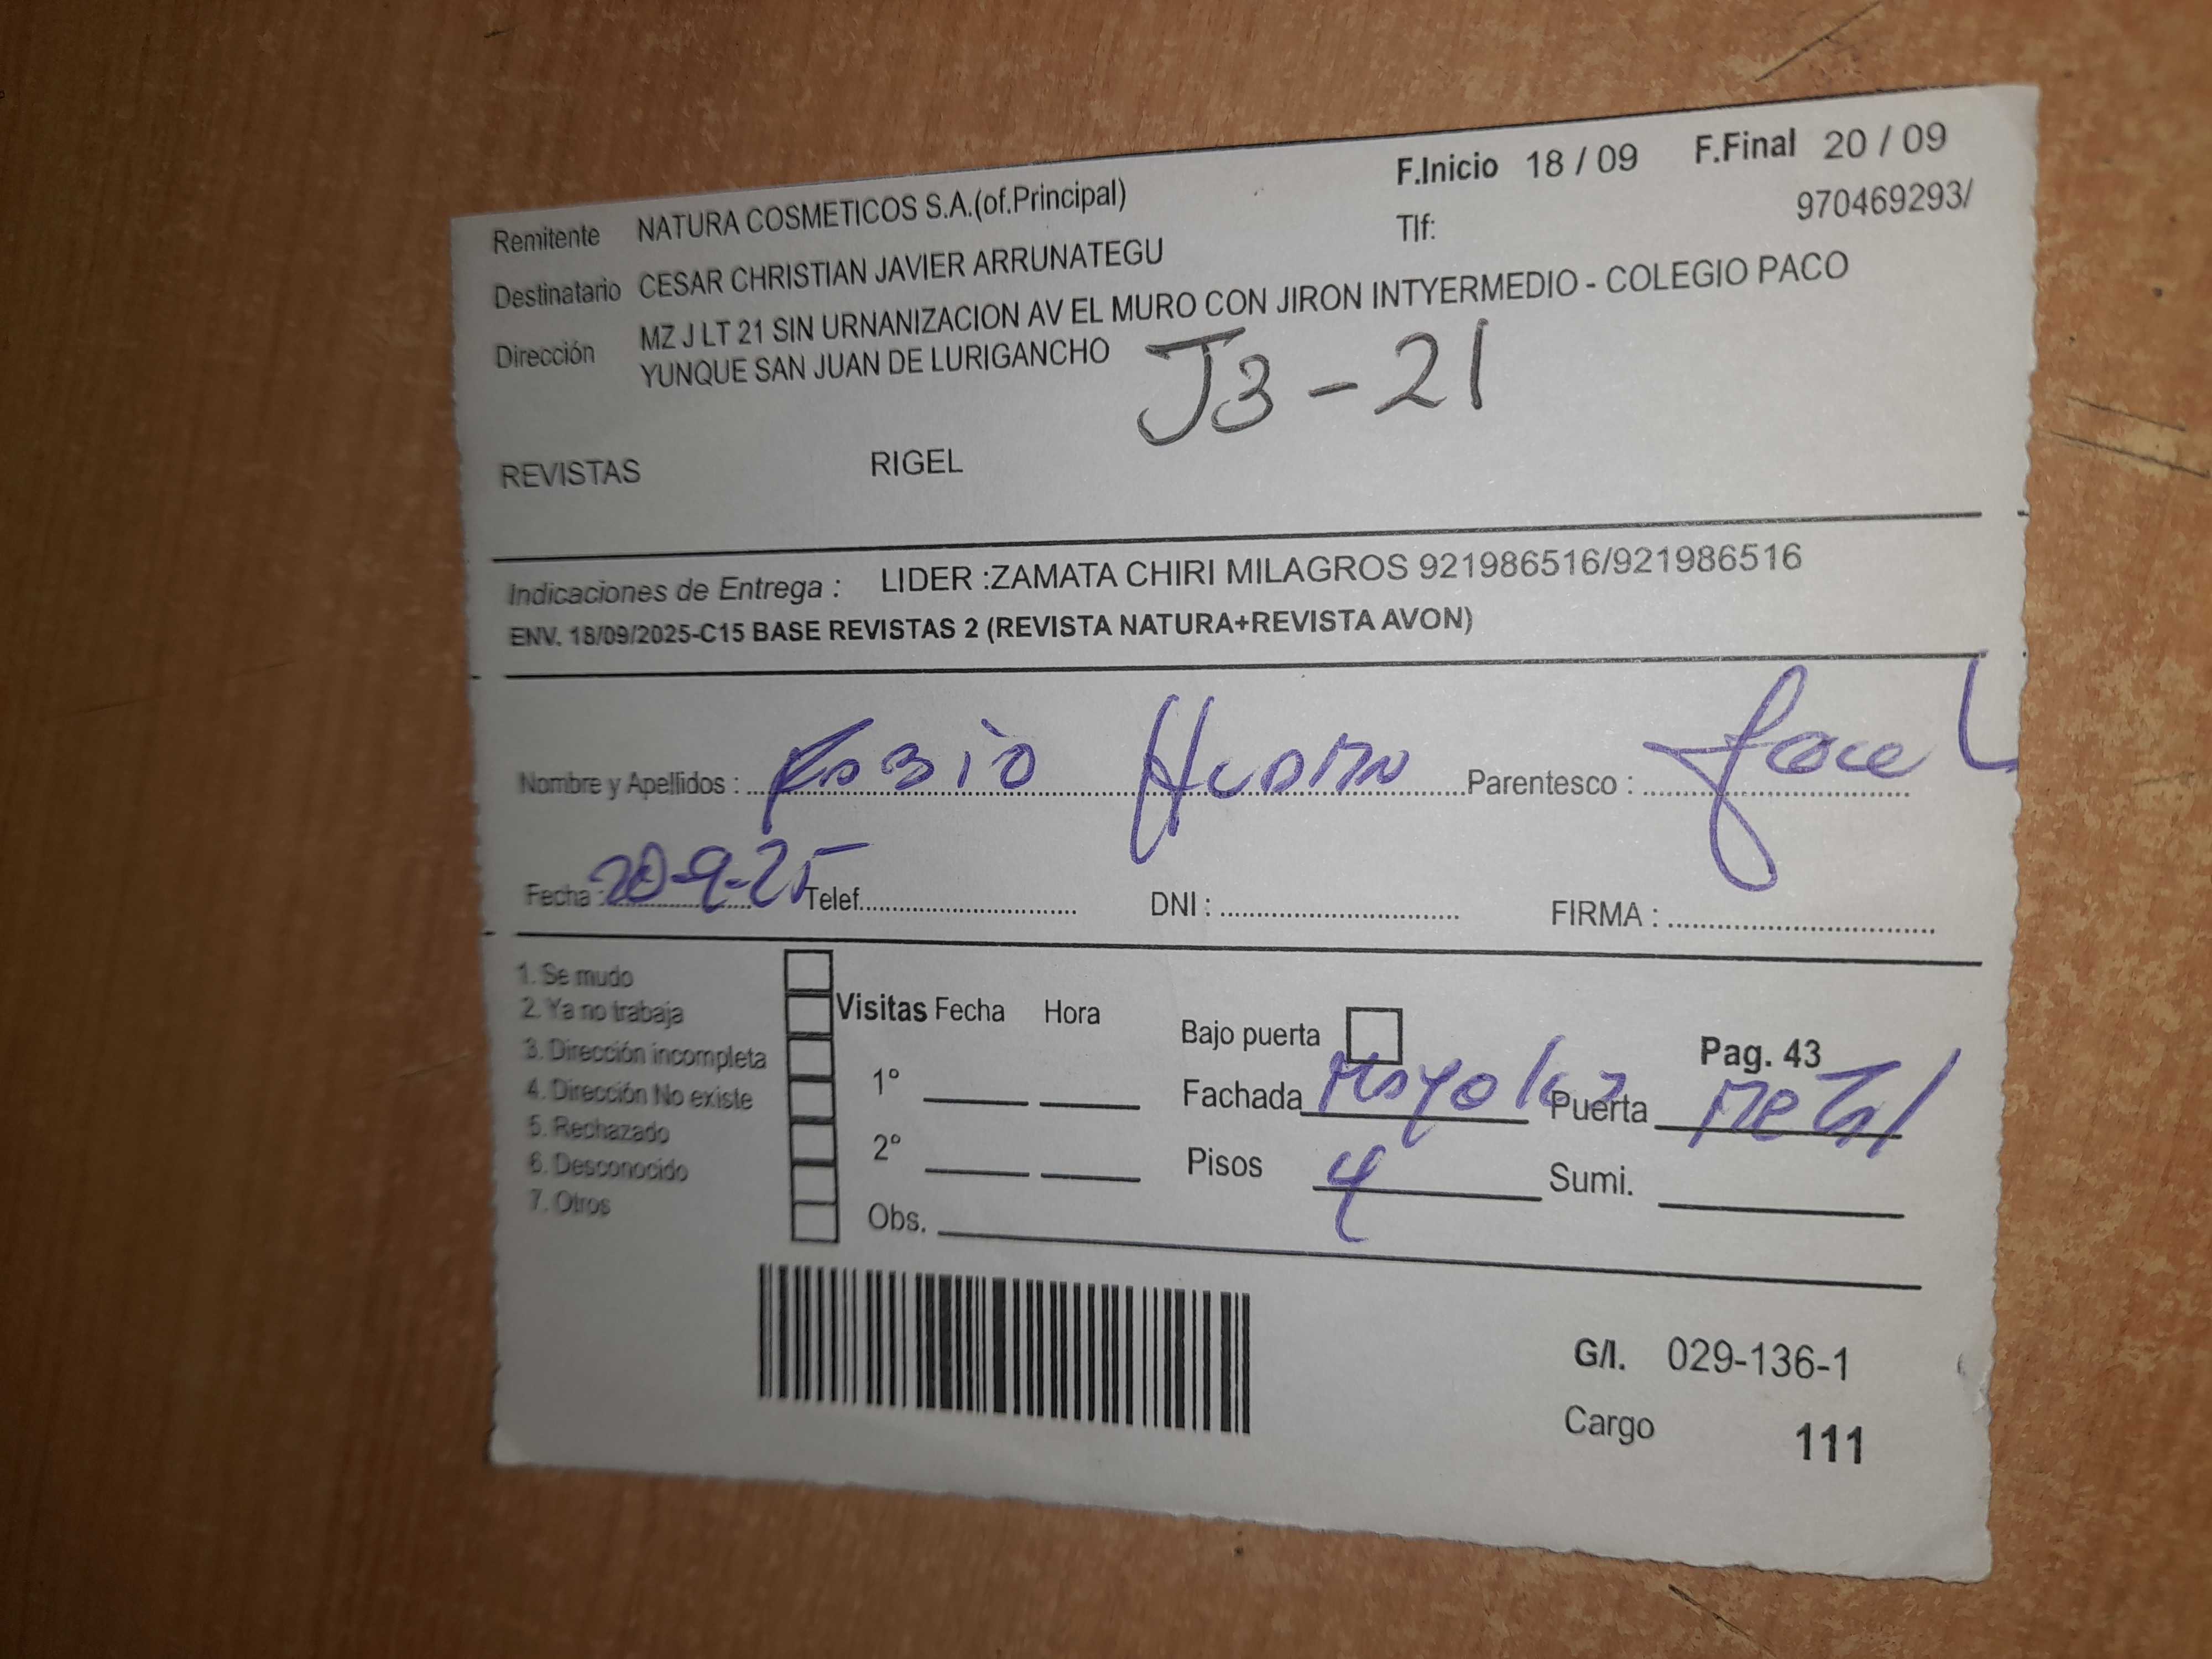 F.Inicio 18 / 09 F.Final 20 / 09
Remitente NATURA COSMETICOS S.A.(of.Principal) Tlf: 970469293/
Destinatario CESAR CHRISTIAN JAVIER ARRUNATEGU
Dirección MZ J LT 21 SIN URNANIZACION AV EL MURO CON JIRON INTYERMEDIO - COLEGIO PACO
YUNQUE SAN JUAN DE LURIGANCHO
J3-21
REVISTAS RIGEL
Indicaciones de Entrega : LIDER :ZAMATA CHIRI MILAGROS 921986516/921986516
ENV. 18/09/2025-C15 BASE REVISTAS 2 (REVISTA NATURA+REVISTA AVON)
Nombre y Apellidos : Parentesco :
Fecha : 20-9-25 Telef. DNI : FIRMA :
1. Se mudo
2. Ya no trabaja
3. Dirección incompleta
4. Dirección No existe
5. Rechazado
6. Desconocido
7. Otros
Visitas Fecha Hora
1°
2°
Obs.
Bajo puerta Pag. 43
Fachada Puerta Metal
Pisos 4 Sumi.
G/I. 029-136-1
Cargo 111